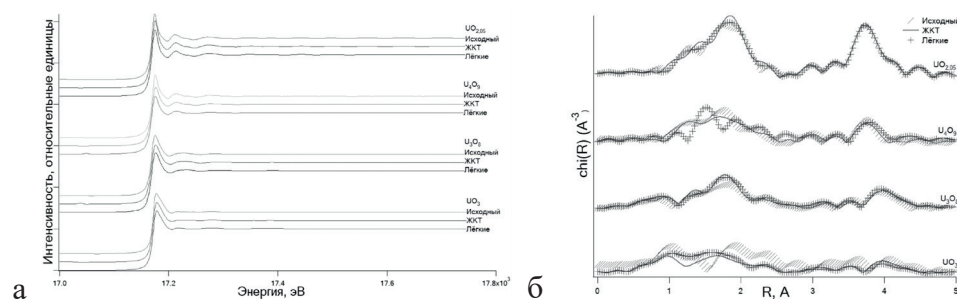 Интенсивность, относительные единицы
UO2,05
Исходный
ЖКТ
Лёгкие
U4O9
Исходный
ЖКТ
Лёгкие
U3O8
Исходный
ЖКТ
Лёгкие
UO3
Исходный
ЖКТ
Лёгкие
17.0
17.2
17.4
17.6
17.8x10³
Энергия, эВ
а
chi(R) (A⁻³)
Исходный
ЖКТ
Лёгкие
UO2,05
U4O9
U3O8
UO3
0
1
2
3
4
5
R, A
б